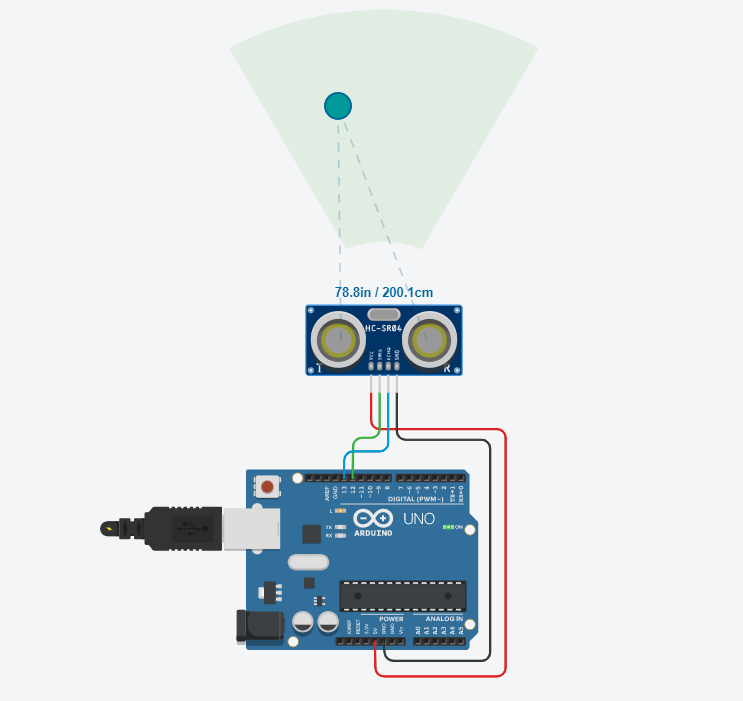 78.8in / 200.1cm
HC-SR04
VCC
TRIG
ECHO
GND
T
R
AREF
GND
13
12
~11
~10
~9
8
7
~6
~5
4
~3
2
TX→1
RX←0
DIGITAL (PWM~)
L
TX
RX
UNO
ARDUINO
ON
POWER
ANALOG IN
IOREF
RESET
3.3V
5V
GND
GND
Vin
A0
A1
A2
A3
A4
A5